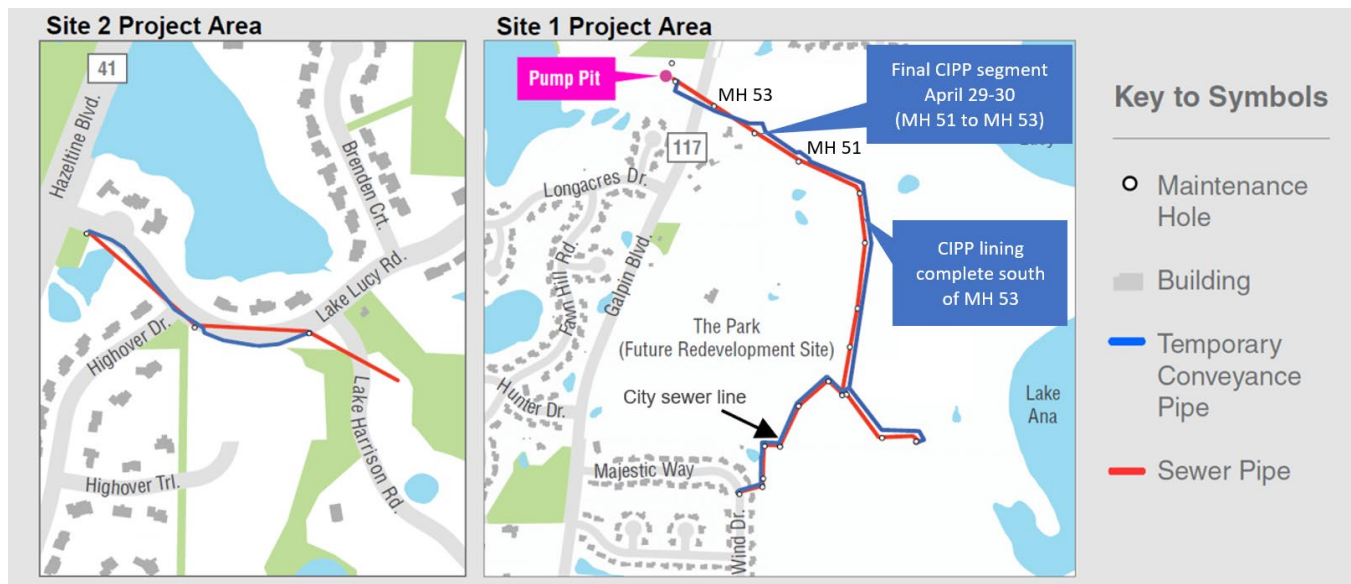 Site 2 Project Area
41
Hazeltine Blvd.
Brenden Crt.
Lake Lucy Rd.
Highover Dr.
Lake Harrison Rd.
Highover Trl.
Site 1 Project Area
Pump Pit
MH 53
Final CIPP segment
April 29-30
(MH 51 to MH 53)
Lucy
117
MH 51
Longacres Dr.
Fawn Hill Rd.
Galpin Blvd.
CIPP lining
complete south
of MH 53
The Park
(Future Redevelopment Site)
Hunter Dr.
City sewer line
Lake
Ana
Majestic Way
Wind Dr.
Key to Symbols
Maintenance
Hole
Building
Temporary
Conveyance
Pipe
Sewer Pipe